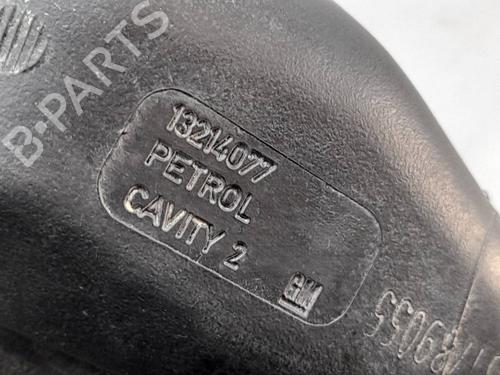 B-PARTS
13214077
PETROL
CAVITY 2
GM